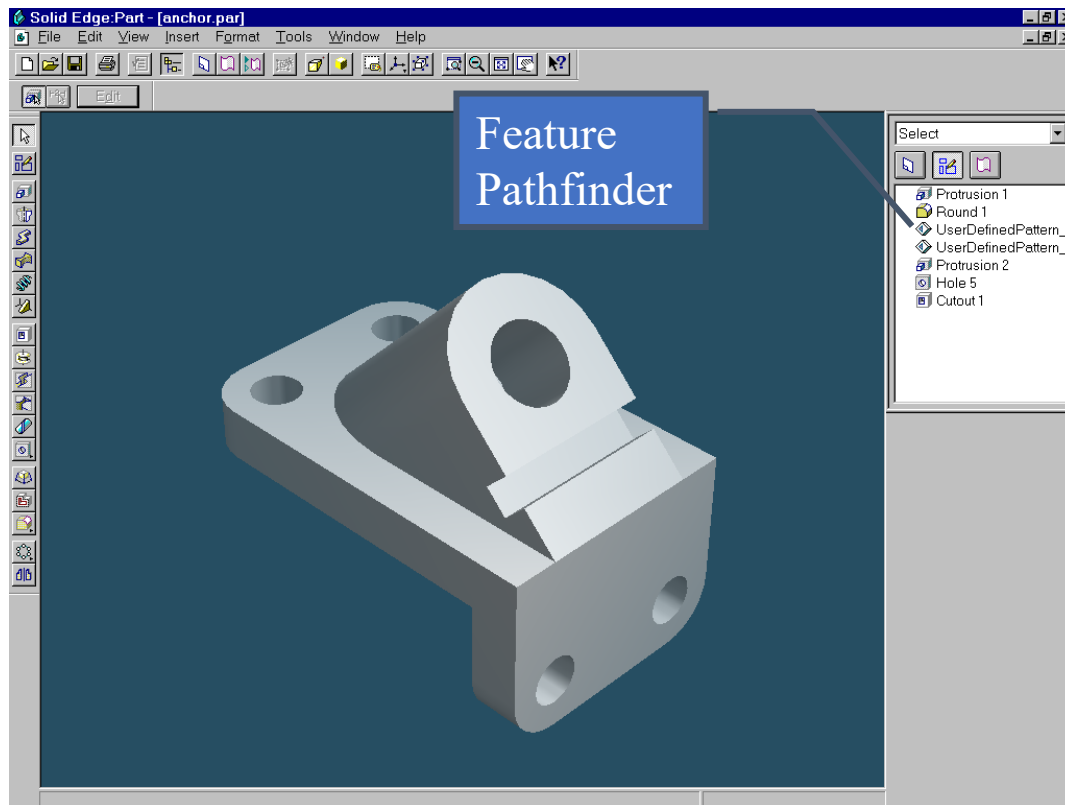 Solid Edge:Part - [anchor.par]
File Edit View Insert Format Tools Window Help
Edit
Feature
Pathfinder
Select
Protrusion 1
Round 1
UserDefinedPattern_
UserDefinedPattern_
Protrusion 2
Hole 5
Cutout 1